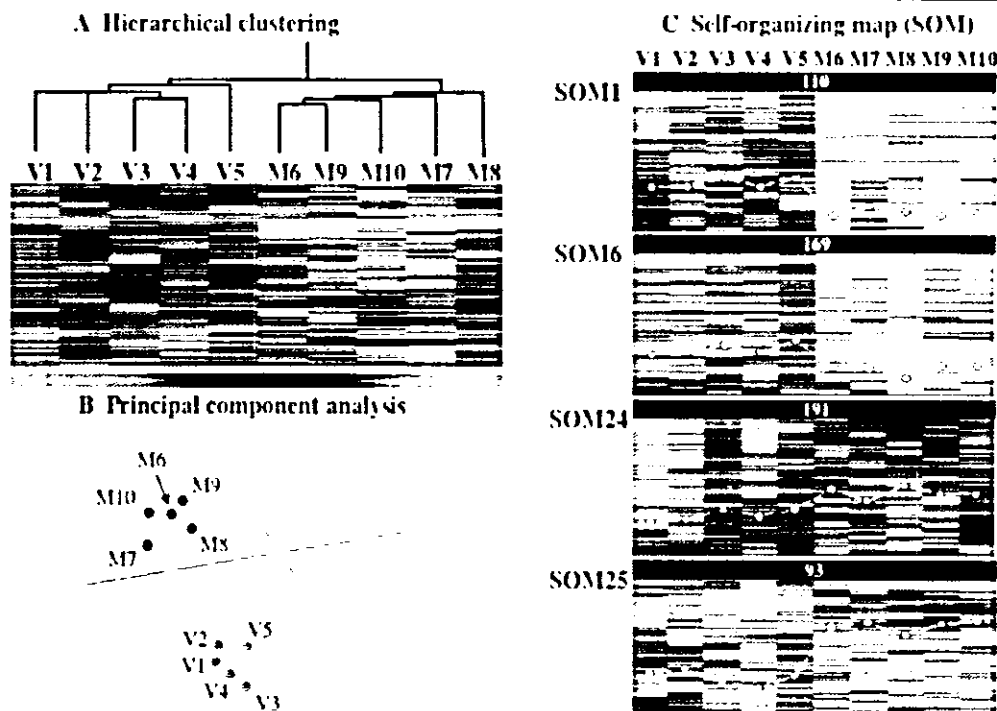 A Hierarchical clustering
V1 V2 V3 V4 V5 M6 M9 M10 M7 M8
B Principal component analysis
M6
M10
M9
M7
M8
V2
V5
V1
V4
V3
C Self-organizing map (SOM)
V1 V2 V3 V4 V5 M6 M7 M8 M9 M10
SOM1
110
SOM6
169
SOM24
191
SOM25
93